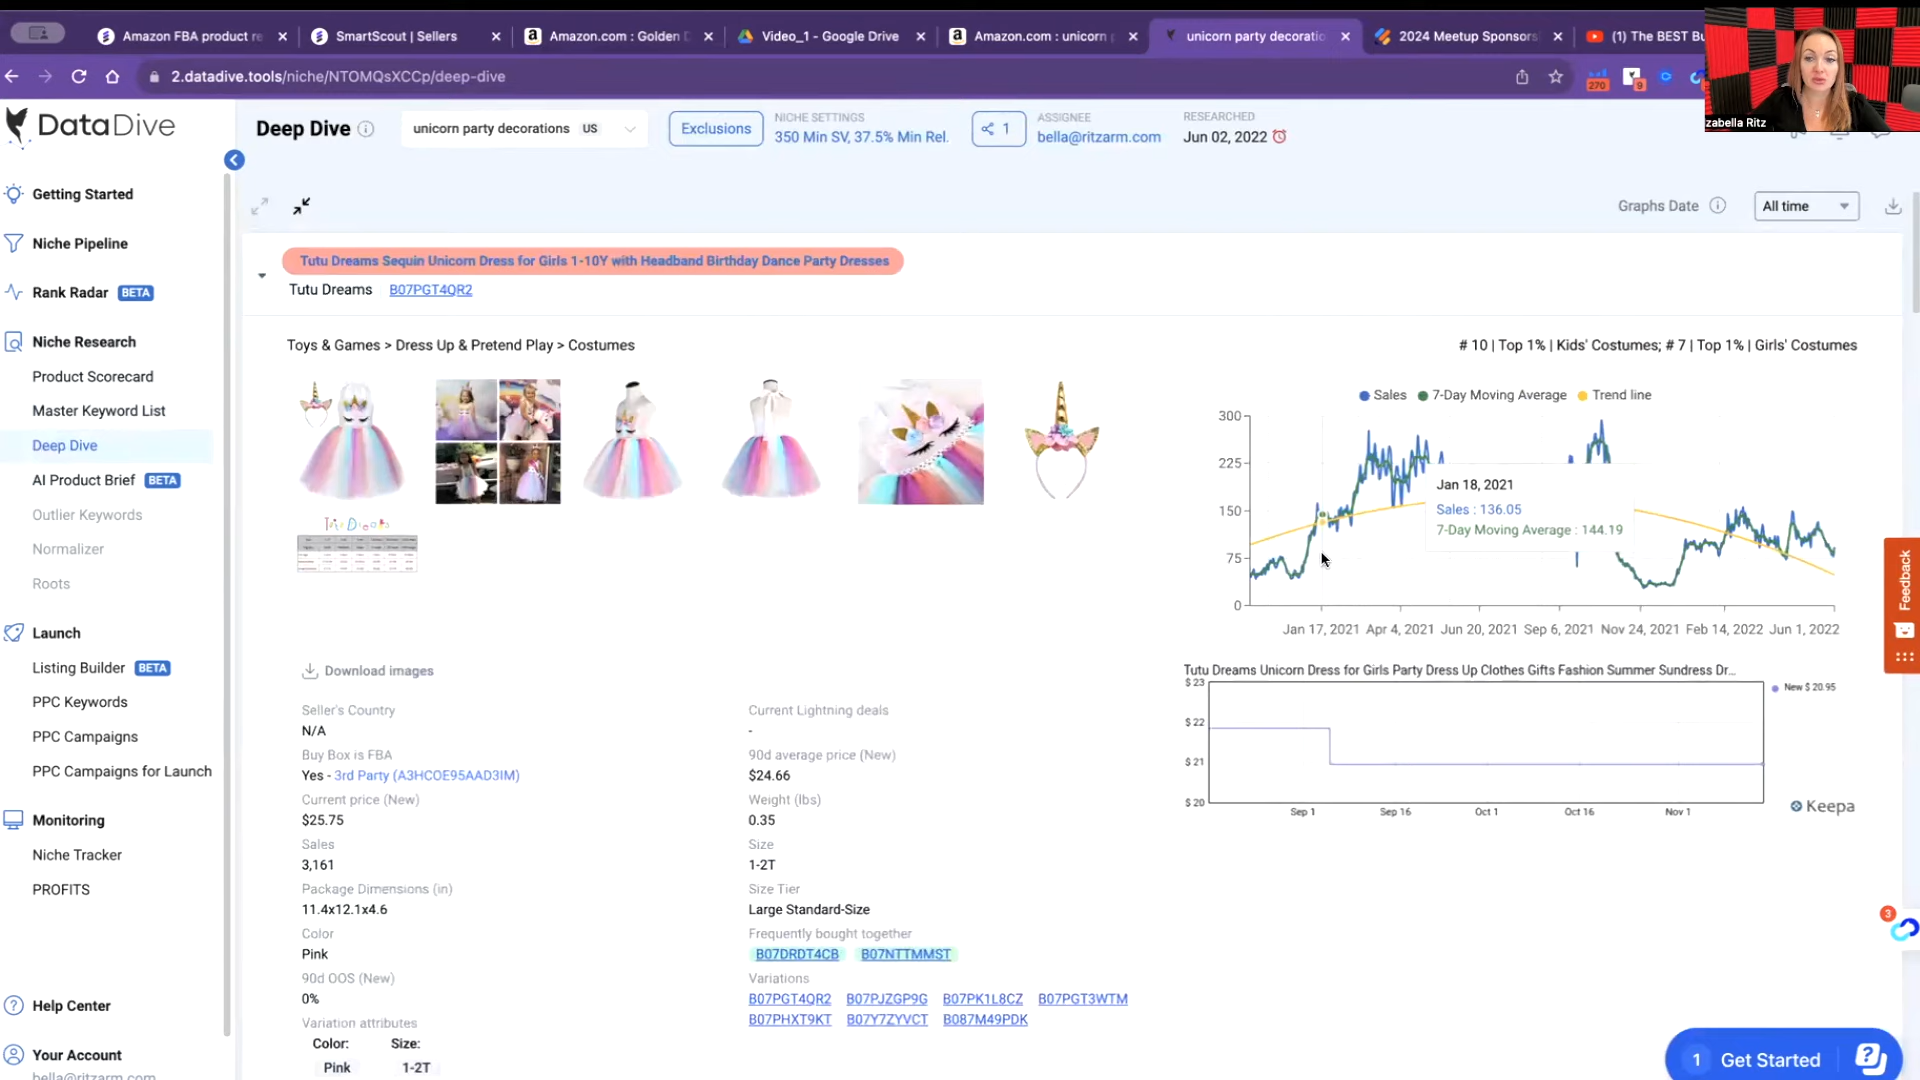 Amazon FBA product re
SmartScout | Sellers
Amazon.com : Golden D
Video_1 - Google Drive
Amazon.com : unicorn p
unicorn party decoratio
2024 Meetup Sponsors
(1) The BEST Bu
2.datadive.tools/niche/NTOMQsXCCp/deep-dive
270
9
zabella Ritz
DataDive
Deep Dive
unicorn party decorations US
Exclusions
NICHE SETTINGS
350 Min SV, 37.5% Min Rel.
1
ASSIGNEE
bella@ritzarm.com
RESEARCHED
Jun 02, 2022
Getting Started
Niche Pipeline
Rank Radar BETA
Niche Research
Product Scorecard
Master Keyword List
Deep Dive
AI Product Brief BETA
Outlier Keywords
Normalizer
Roots
Launch
Listing Builder BETA
PPC Keywords
PPC Campaigns
PPC Campaigns for Launch
Monitoring
Niche Tracker
PROFITS
Help Center
Your Account
bella@ritzarm.com
Graphs Date
All time
Tutu Dreams Sequin Unicorn Dress for Girls 1-10Y with Headband Birthday Dance Party Dresses
Tutu Dreams B07PGT4QR2
Toys & Games > Dress Up & Pretend Play > Costumes
# 10 | Top 1% | Kids' Costumes; # 7 | Top 1% | Girls' Costumes
Tutu Dreams
Sales 7-Day Moving Average Trend line
300
225
150
75
0
Jan 18, 2021
Sales : 136.05
7-Day Moving Average : 144.19
Jan 17, 2021 Apr 4, 2021 Jun 20, 2021 Sep 6, 2021 Nov 24, 2021 Feb 14, 2022 Jun 1, 2022
Download images
Seller's Country
N/A
Buy Box is FBA
Yes - 3rd Party (A3HCOE95AAD3IM)
Current price (New)
$25.75
Sales
3,161
Package Dimensions (in)
11.4x12.1x4.6
Color
Pink
90d OOS (New)
0%
Variation attributes
Color: Size:
Pink 1-2T
Current Lightning deals
-
90d average price (New)
$24.66
Weight (lbs)
0.35
Size
1-2T
Size Tier
Large Standard-Size
Frequently bought together
B07DRDT4CB B07NTTMMST
Variations
B07PGT4QR2 B07PJZGP9G B07PK1L8CZ B07PGT3WTM
B07PHXT9KT B07Y7ZYVCT B087M49PDK
Tutu Dreams Unicorn Dress for Girls Party Dress Up Clothes Gifts Fashion Summer Sundress Dr...
$ 23
$ 22
$ 21
$ 20
New $ 20.95
Sep 1 Sep 16 Oct 1 Oct 16 Nov 1
Keepa
Feedback
3
1 Get Started